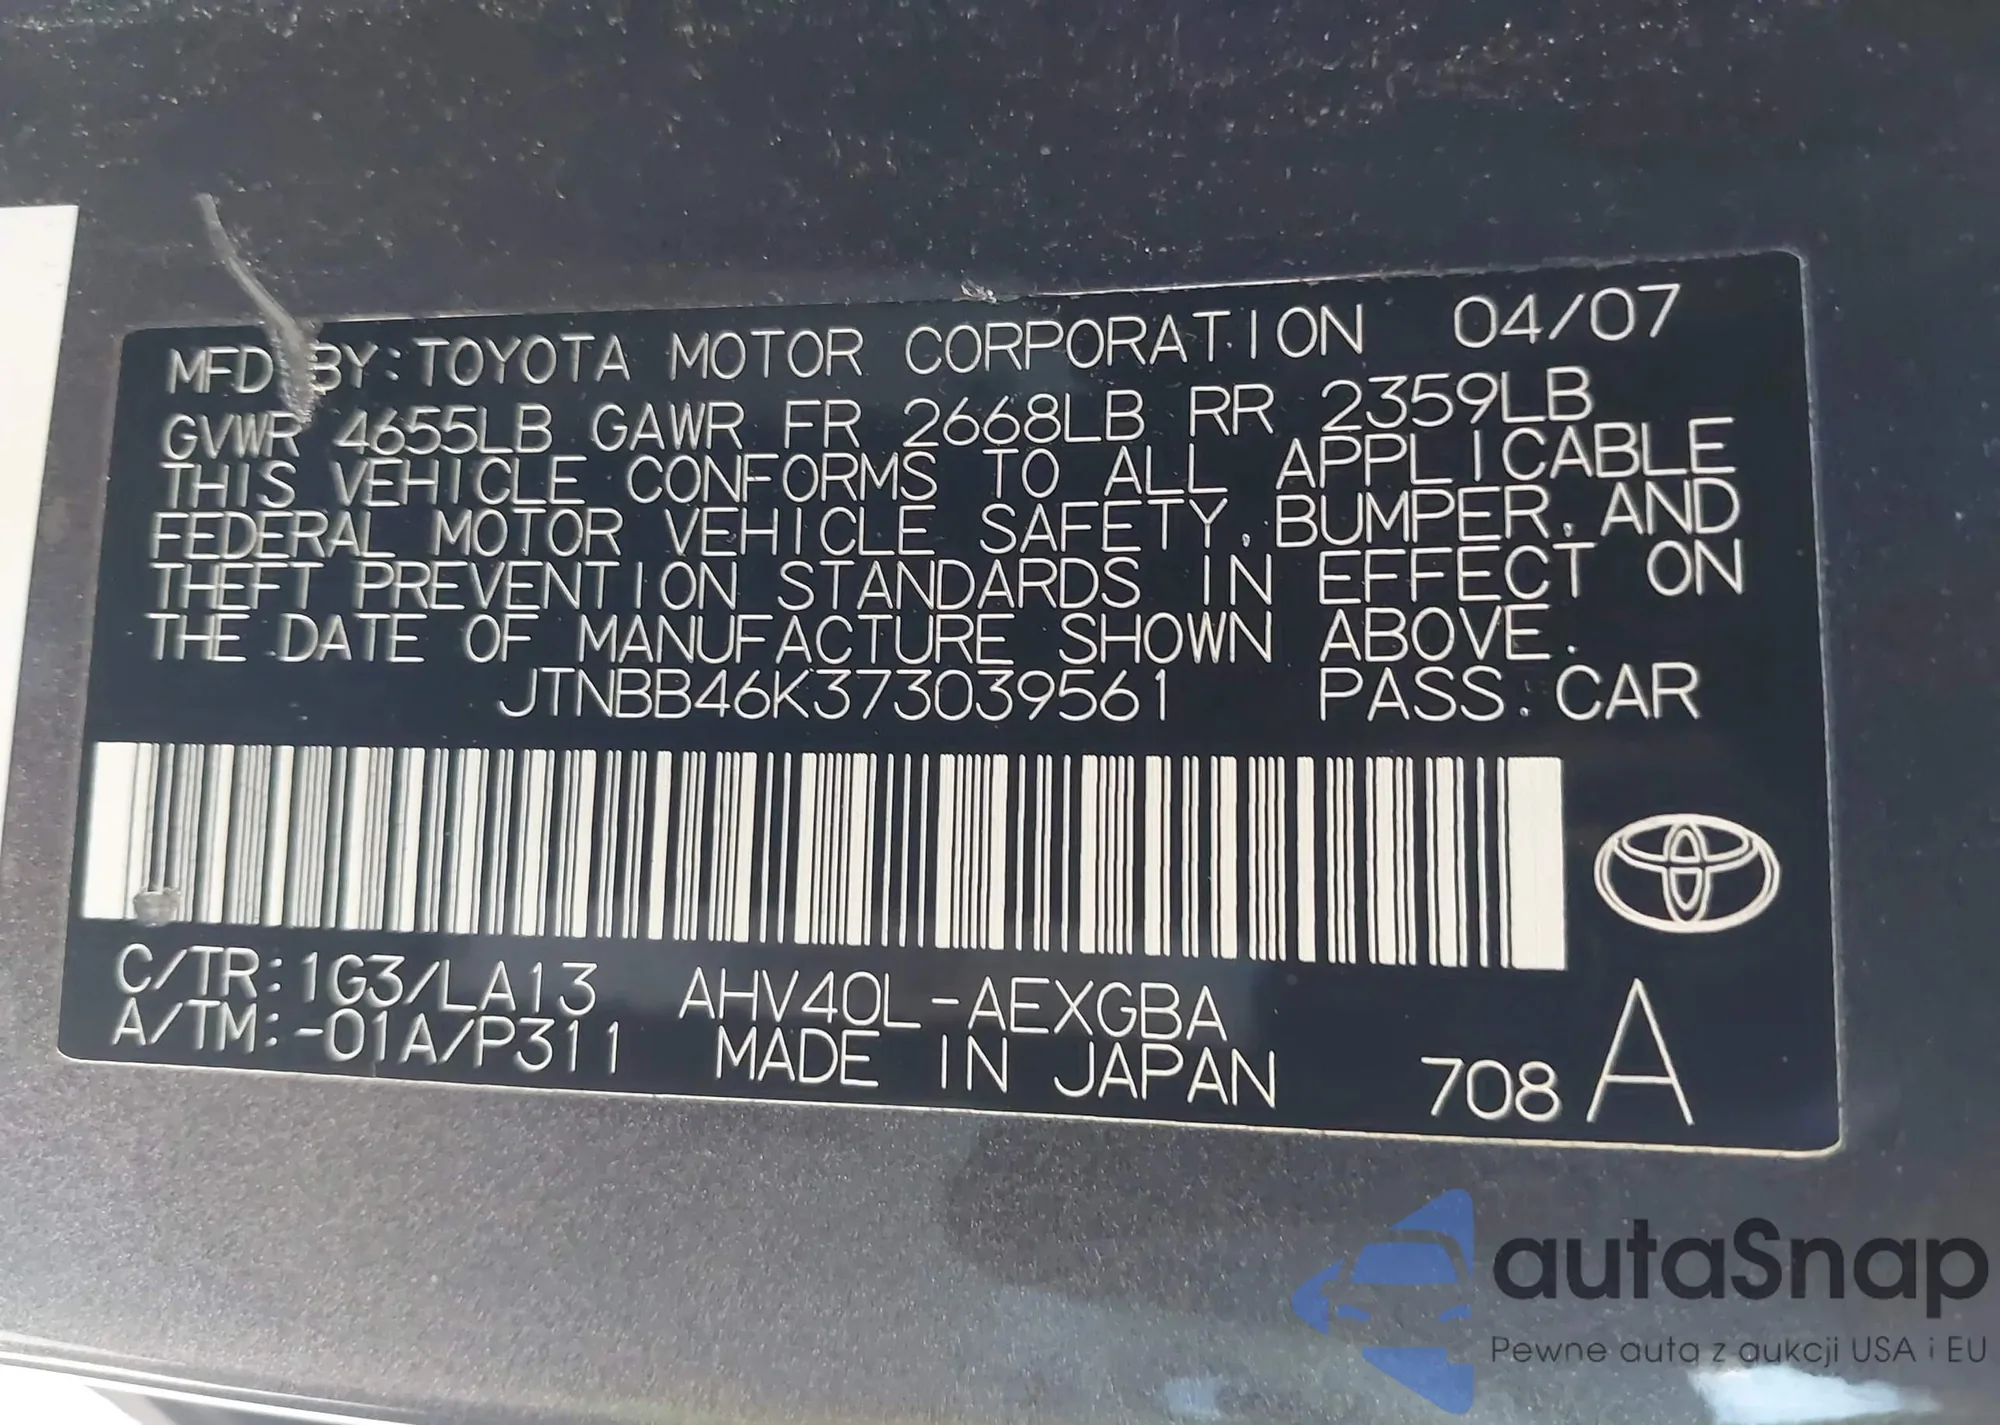 MFD BY: TOYOTA MOTOR CORPORATION 04/07
GVWR 4655LB GAWR FR 2668LB RR 2359LB
THIS VEHICLE CONFORMS TO ALL APPLICABLE
FEDERAL MOTOR VEHICLE SAFETY, BUMPER, AND
THEFT PREVENTION STANDARDS IN EFFECT ON
THE DATE OF MANUFACTURE SHOWN ABOVE.
JTNBB46K373039561 PASS. CAR
C/TR: 1G3/LA13 AHV40L-AEXGBA
A/TM: -01A/P311 MADE IN JAPAN 708 A
autaSnap
Pewne auta z aukcji USA i EU